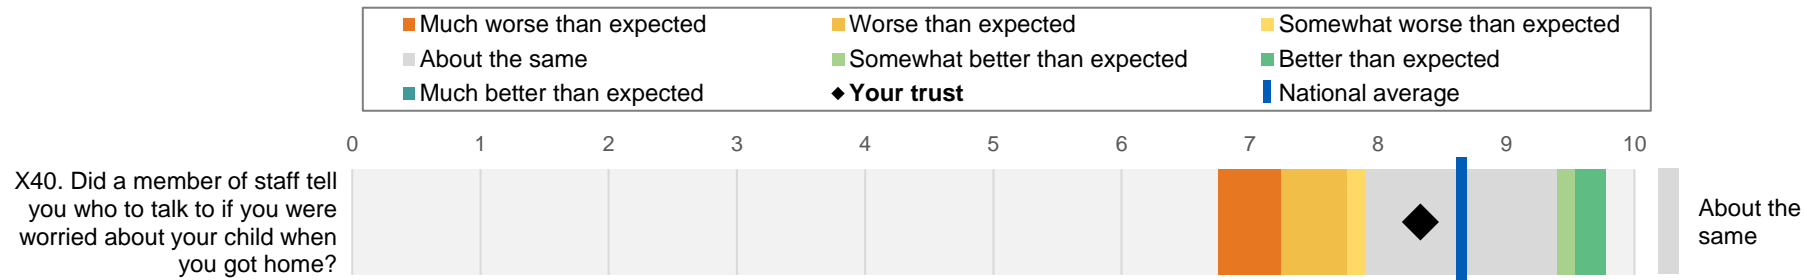 Much worse than expected
Worse than expected
Somewhat worse than expected
About the same
Somewhat better than expected
Better than expected
Much better than expected
Your trust
National average
0 1 2 3 4 5 6 7 8 9 10
X40. Did a member of staff tell
you who to talk to if you were
worried about your child when
you got home?
About the
same